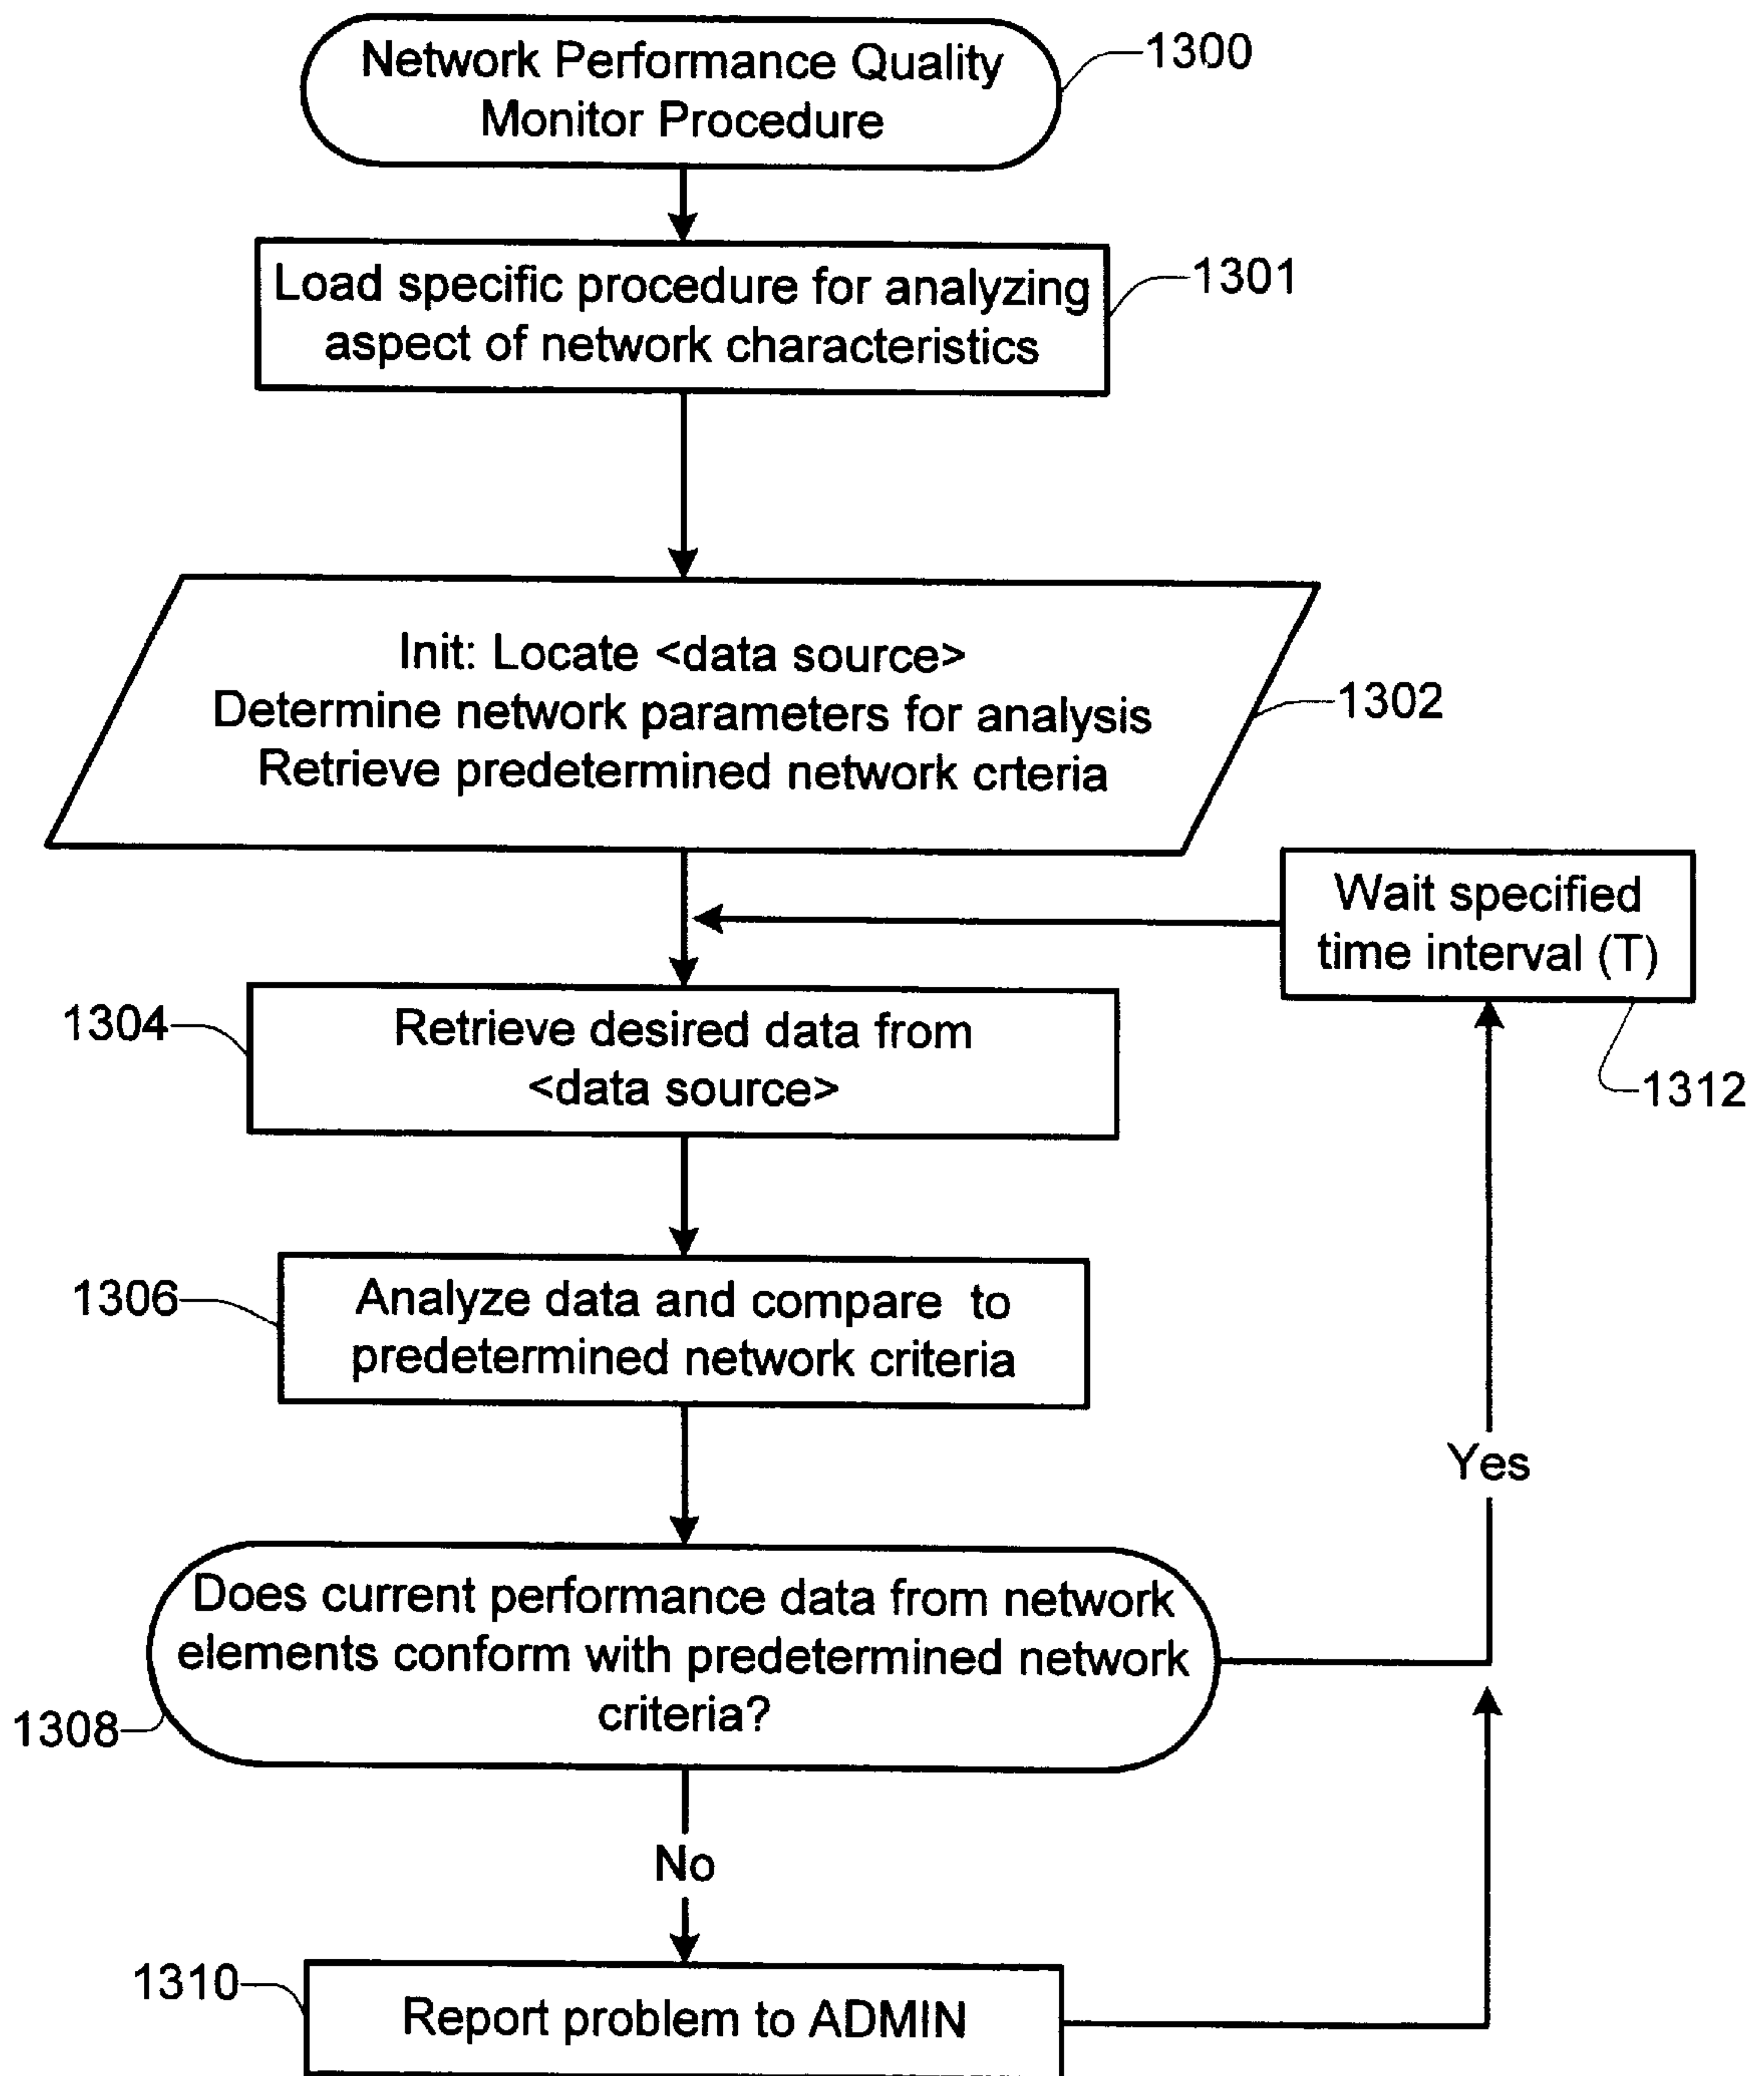 Network Performance Quality
Monitor Procedure
1300
Load specific procedure for analyzing
aspect of network characteristics
1301
Init: Locate <data source>
Determine network parameters for analysis
Retrieve predetermined network crteria
1302
Wait specified
time interval (T)
1312
1304
Retrieve desired data from
<data source>
1306
Analyze data and compare to
predetermined network criteria
Yes
Does current performance data from network
elements conform with predetermined network
criteria?
1308
No
1310
Report problem to ADMIN